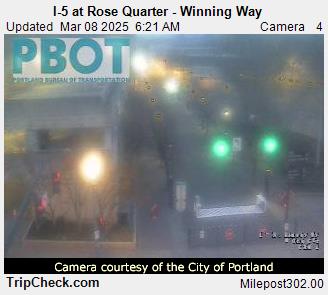 I-5 at Rose Quarter - Winning Way
Updated Mar 08 2025 6:21 AM Camera 4
PBOT
PORTLAND BUREAU OF TRANSPORTATION
Camera courtesy of the City of Portland
TripCheck.com Milepost302.00